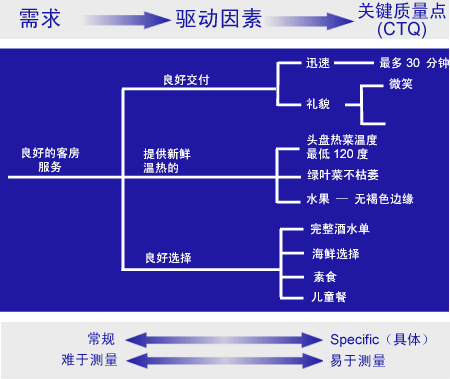 需求
驱动因素
关键质量点
(CTQ)
良好的客房
服务
良好交付
迅速
最多 30 分钟
礼貌
微笑
提供新鲜
温热的
头盘热菜温度
最低 120 度
绿叶菜不枯萎
水果 — 无褐色边缘
良好选择
完整酒水单
海鲜选择
素食
儿童餐
常规
Specific（具体）
难于测量
易于测量